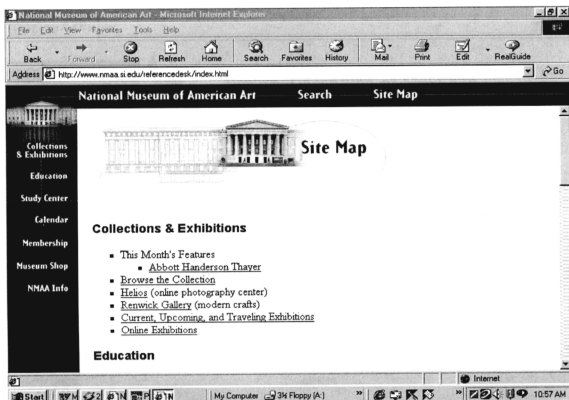 National Museum of American Art - Microsoft Internet Explorer
File Edit View Favorites Tools Help
Back Forward Stop Refresh Home Search Favorites History Mail Print Edit RealGuide
Address http://www.nmaa.si.edu/referencedesk/index.html Go
National Museum of American Art Search Site Map
Collections
& Exhibitions
Education
Study Center
Calendar
Membership
Museum Shop
NMAA Info
Site Map
Collections & Exhibitions
This Month's Features
Abbott Handerson Thayer
Browse the Collection
Helios (online photography center)
Renwick Gallery (modern crafts)
Current, Upcoming, and Traveling Exhibitions
Online Exhibitions
Education
Internet
Start My Computer 3½ Floppy (A:) » » 10:57 AM